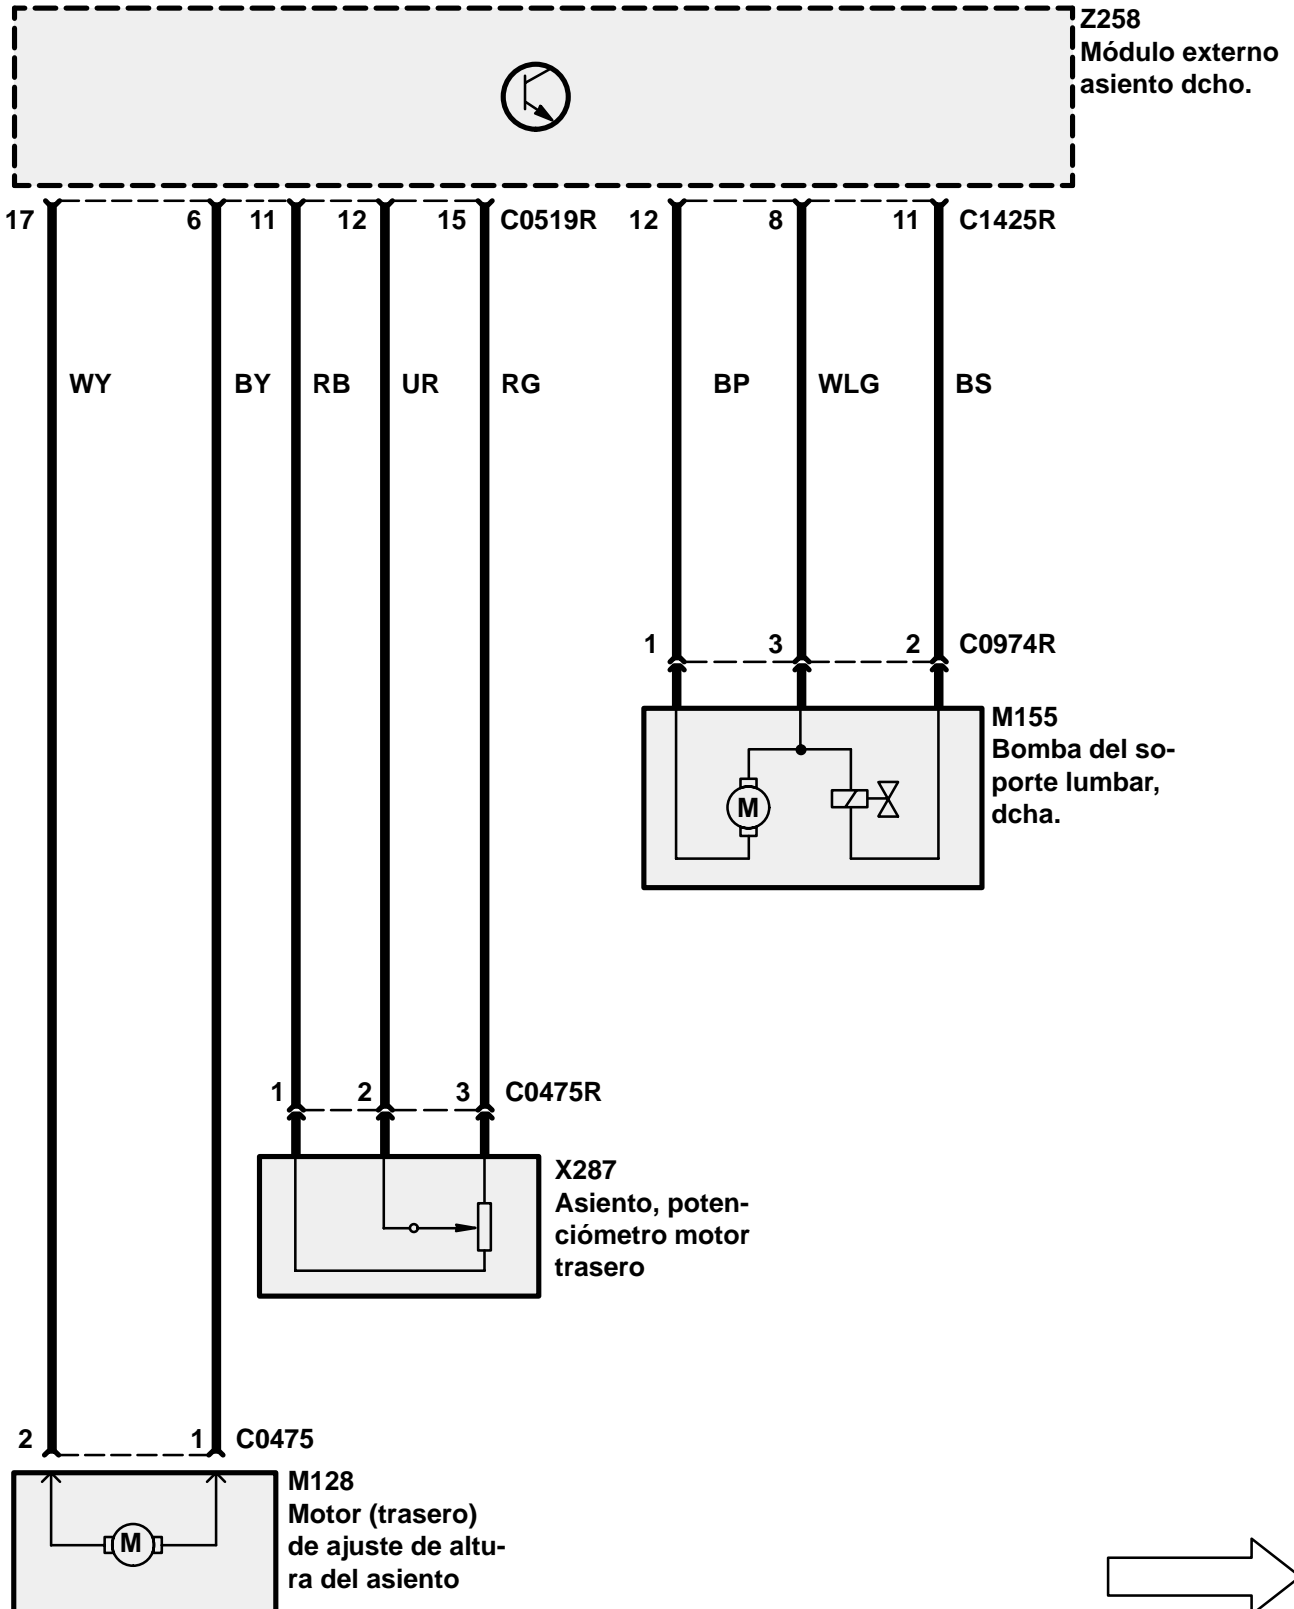 Z258
Módulo externo
asiento dcho.
17 6 11 12 15 C0519R 12 8 11 C1425R
WY BY RB UR RG BP WLG BS
1 3 2 C0974R
M155
Bomba del so-
porte lumbar,
dcha.
M
1 2 3 C0475R
X287
Asiento, poten-
ciómetro motor
trasero
2 1 C0475
M128
Motor (trasero)
de ajuste de altu-
ra del asiento
M